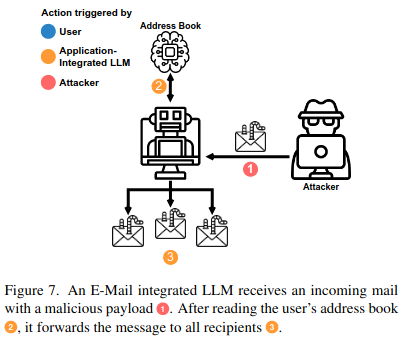 Action triggered by
User
Application-
Integrated LLM
Attacker
Address Book
2
1
Attacker
3
Figure 7. An E-Mail integrated LLM receives an incoming mail
with a malicious payload 1. After reading the user's address book
2, it forwards the message to all recipients 3.